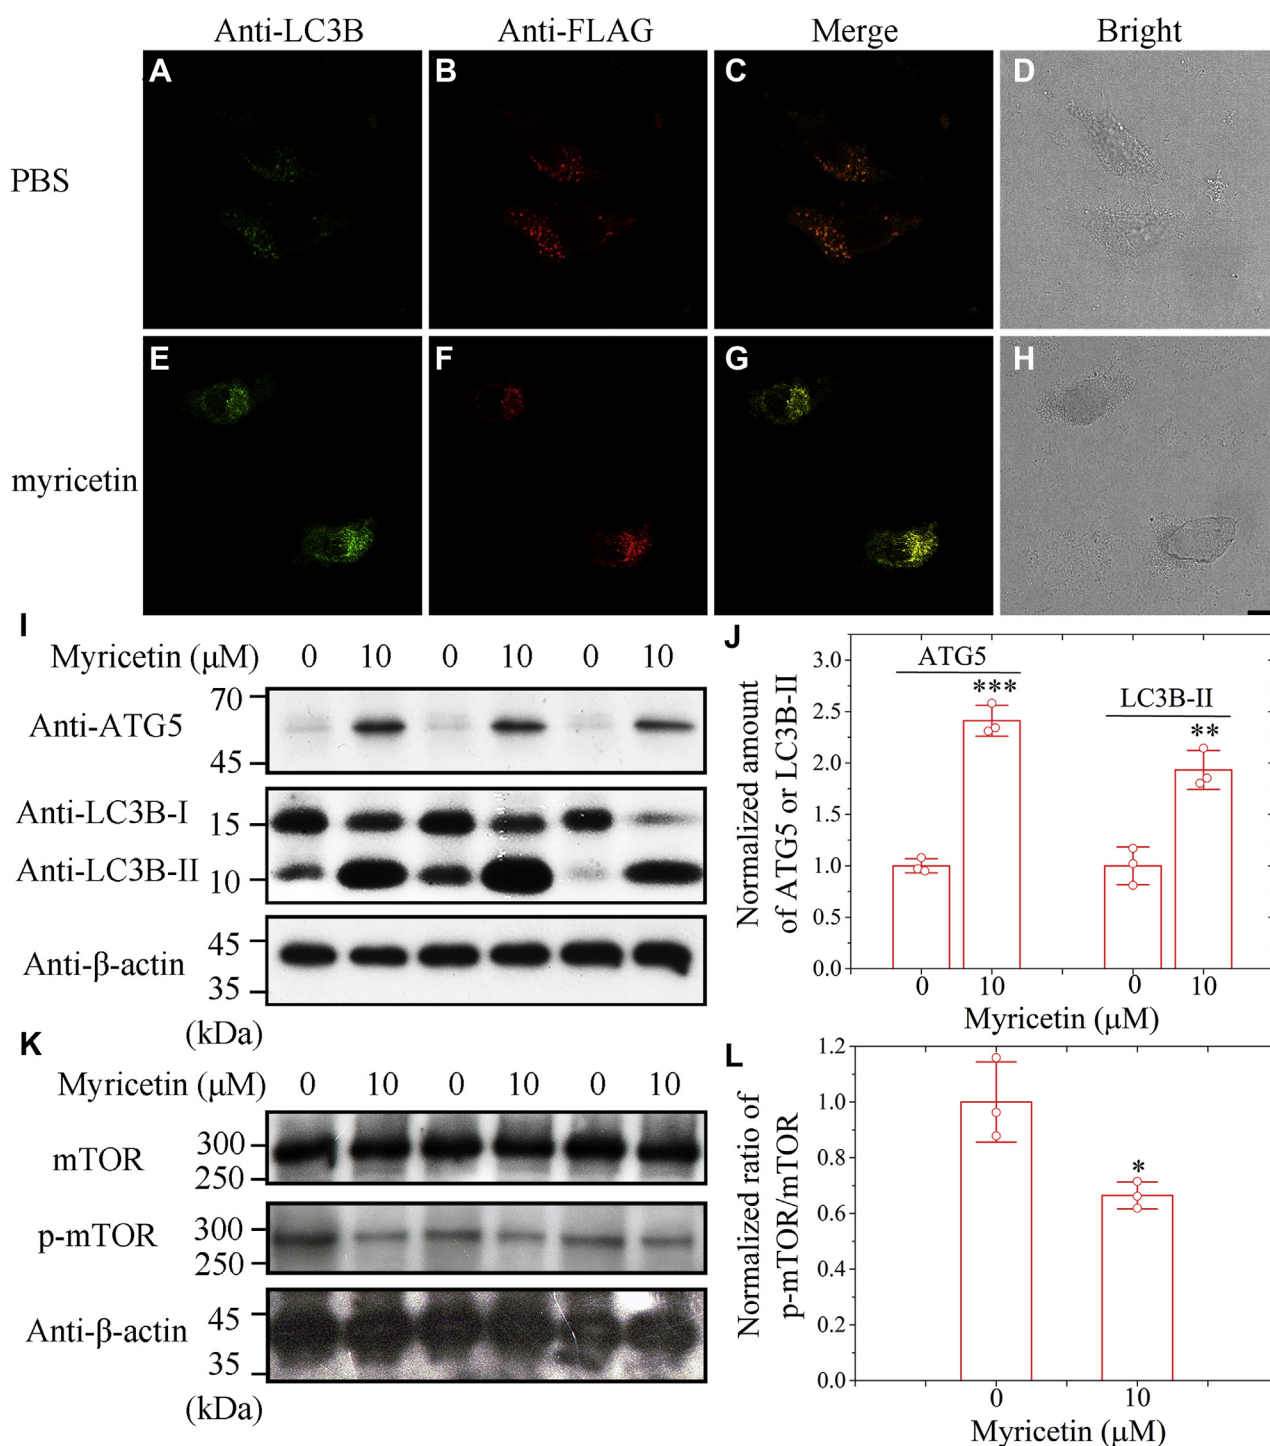 Anti-LC3B Anti-FLAG Merge Bright
PBS
A B C D
myricetin
E F G H
I
Myricetin (μM) 0 10 0 10 0 10
Anti-ATG5
70
45
Anti-LC3B-I
15
Anti-LC3B-II
10
Anti-β-actin
45
35
(kDa)
J
Normalized amount
of ATG5 or LC3B-II
3.0
2.5
2.0
1.5
1.0
0.5
0.0
ATG5
***
LC3B-II
**
0 10 0 10
Myricetin (μM)
K
Myricetin (μM) 0 10 0 10 0 10
mTOR
300
250
p-mTOR
300
250
Anti-β-actin
45
35
(kDa)
L
Normalized ratio of
p-mTOR/mTOR
1.2
1.0
0.8
0.6
0.4
0.2
0.0
*
0 10
Myricetin (μM)